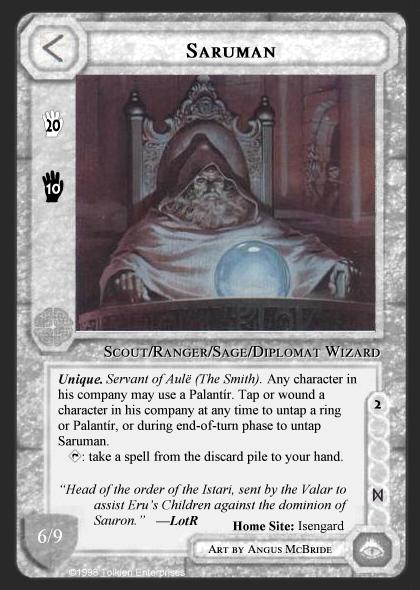 SARUMAN
20
10
SCOUT/RANGER/SAGE/DIPLOMAT WIZARD
Unique. Servant of Aulë (The Smith). Any character in
his company may use a Palantír. Tap or wound a
character in his company at any time to untap a ring
or Palantír, or during end-of-turn phase to untap
Saruman.
: take a spell from the discard pile to your hand.
2
“Head of the order of the Istari, sent by the Valar to
assist Eru’s Children against the dominion of
Sauron.” —LotR
Home Site: Isengard
6/9
ART BY ANGUS MCBRIDE
©1998 Tolkien Enterprises